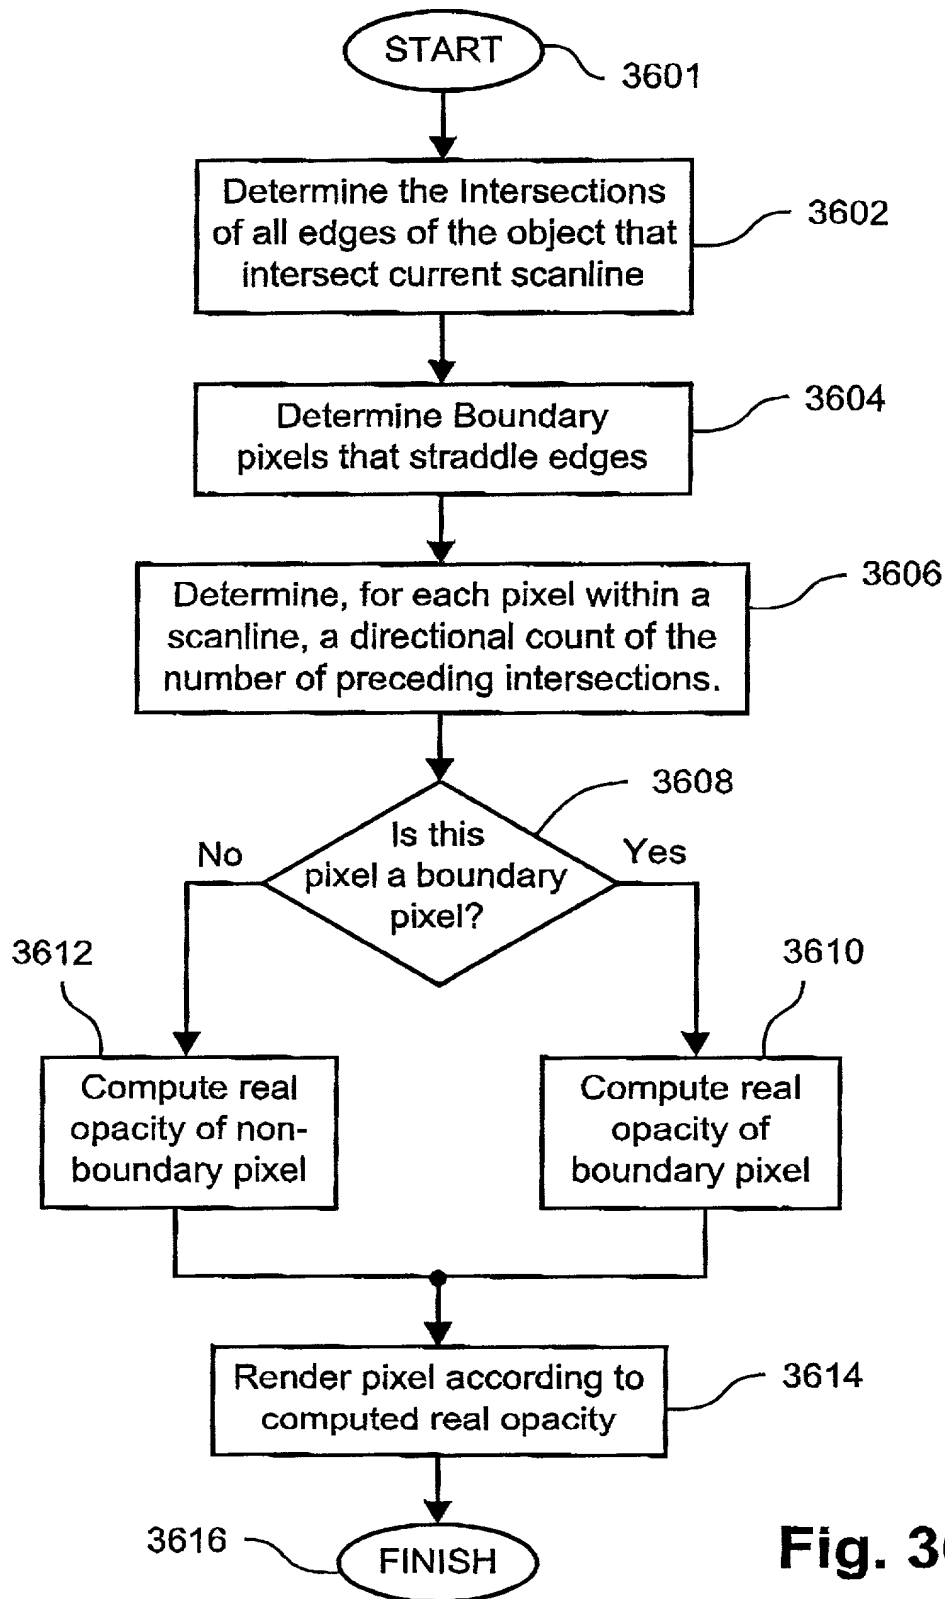 START
3601
Determine the Intersections
of all edges of the object that
intersect current scanline
3602
Determine Boundary
pixels that straddle edges
3604
Determine, for each pixel within a
scanline, a directional count of the
number of preceding intersections.
3606
Is this
pixel a boundary
pixel?
3608
No
Yes
3612
3610
Compute real
opacity of non-
boundary pixel
Compute real
opacity of
boundary pixel
Render pixel according to
computed real opacity
3614
3616
FINISH
Fig.